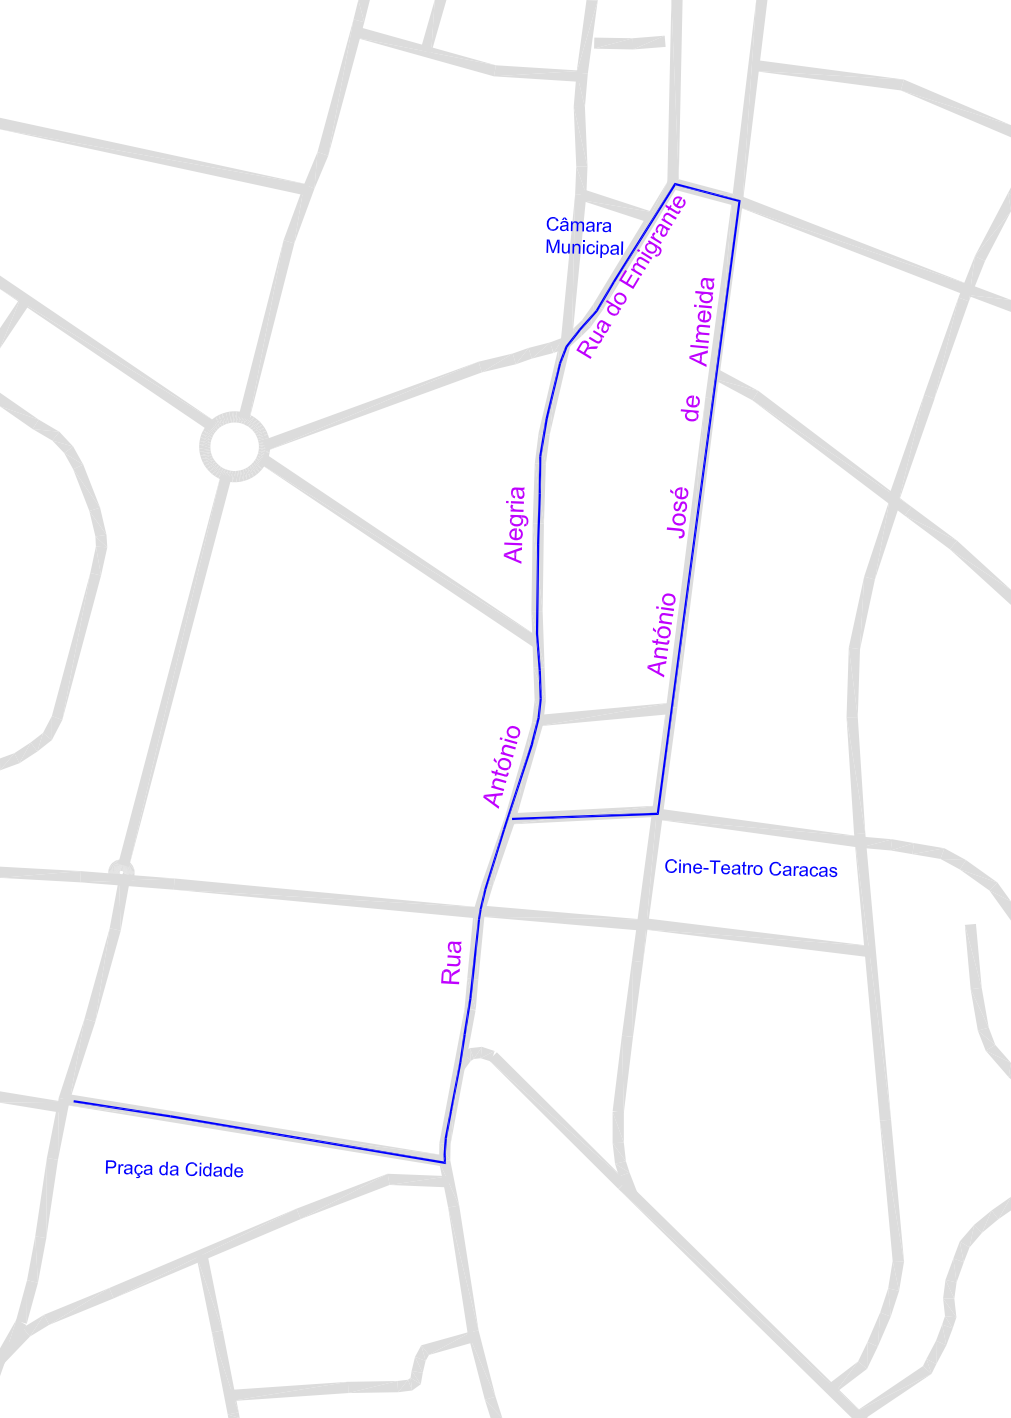 Câmara
Municipal
Rua do Emigrante
António José de Almeida
Rua António Alegria
Cine-Teatro Caracas
Praça da Cidade